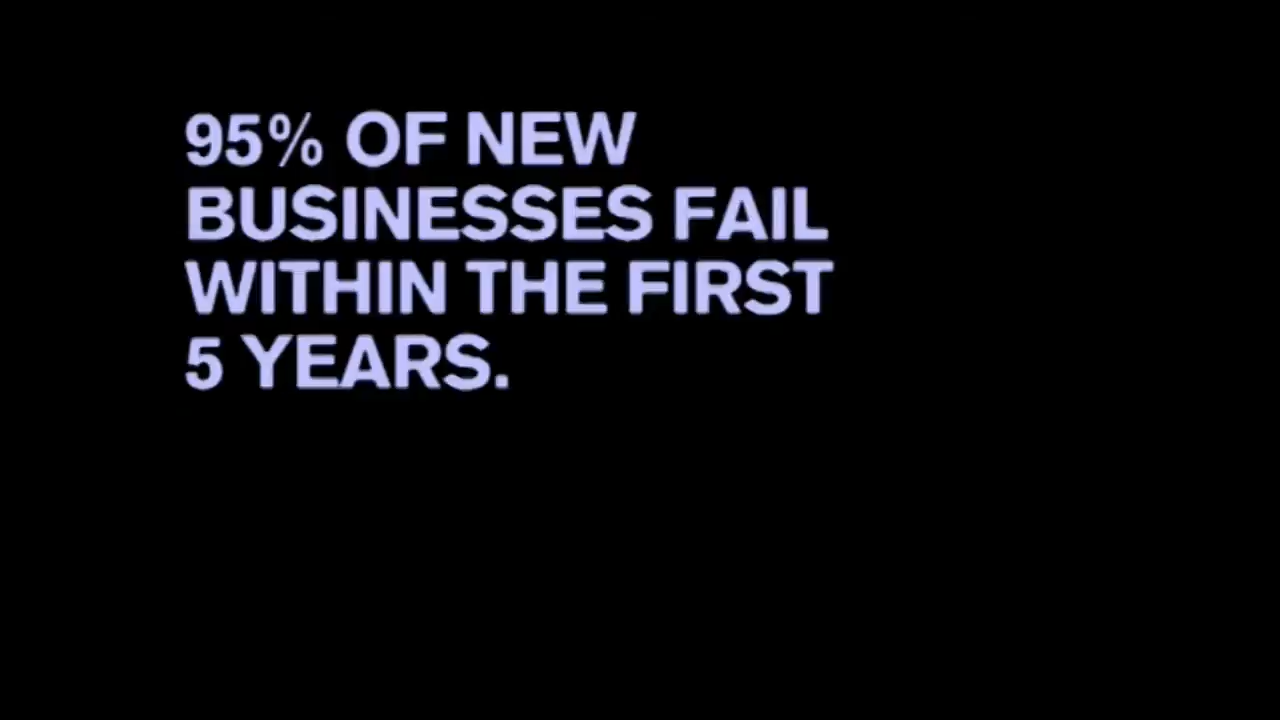 95% OF NEW
BUSINESSES FAIL
WITHIN THE FIRST
5 YEARS.